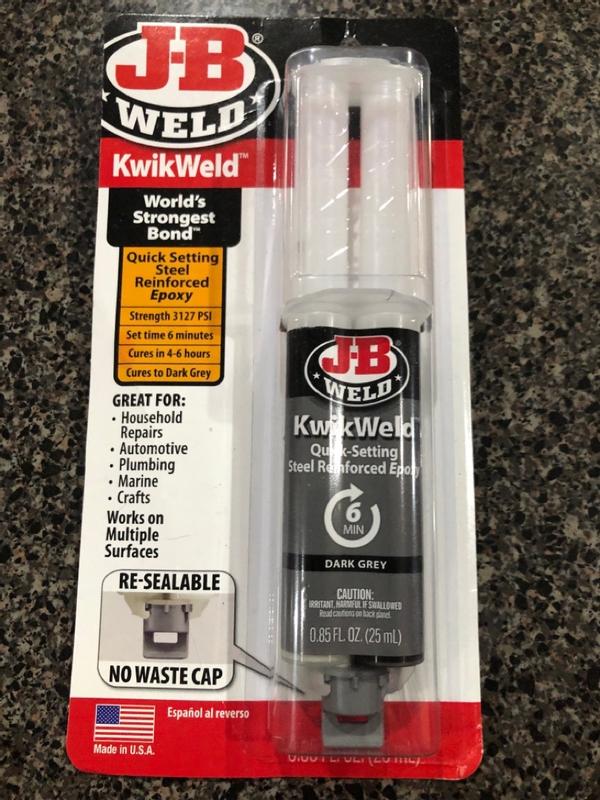 J-B
WELD
®
KwikWeld™
World's
Strongest
Bond™
Quick Setting
Steel
Reinforced
Epoxy
Strength 3127 PSI
Set time 6 minutes
Cures in 4-6 hours
Cures to Dark Grey
GREAT FOR:
• Household
Repairs
• Automotive
• Plumbing
• Marine
• Crafts
Works on
Multiple
Surfaces
RE-SEALABLE
NO WASTE CAP
Español al reverso
Made in U.S.A.
J-B
WELD
KwikWeld
Quick-Setting
Steel Reinforced Epoxy
6
MIN
DARK GREY
CAUTION:
IRRITANT, HARMFUL IF SWALLOWED
Read cautions on back panel.
0.85 FL. OZ. (25 mL)